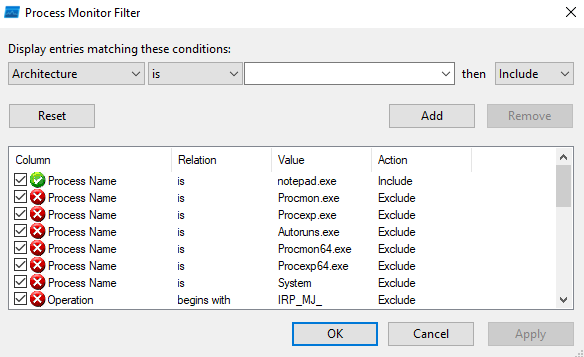 Process Monitor Filter
Display entries matching these conditions:
Architecture is then Include
Reset Add Remove
Column Relation Value Action
Process Name is notepad.exe Include
Process Name is Procmon.exe Exclude
Process Name is Procexp.exe Exclude
Process Name is Autoruns.exe Exclude
Process Name is Procmon64.exe Exclude
Process Name is Procexp64.exe Exclude
Process Name is System Exclude
Operation begins with IRP_MJ_ Exclude
OK Cancel Apply